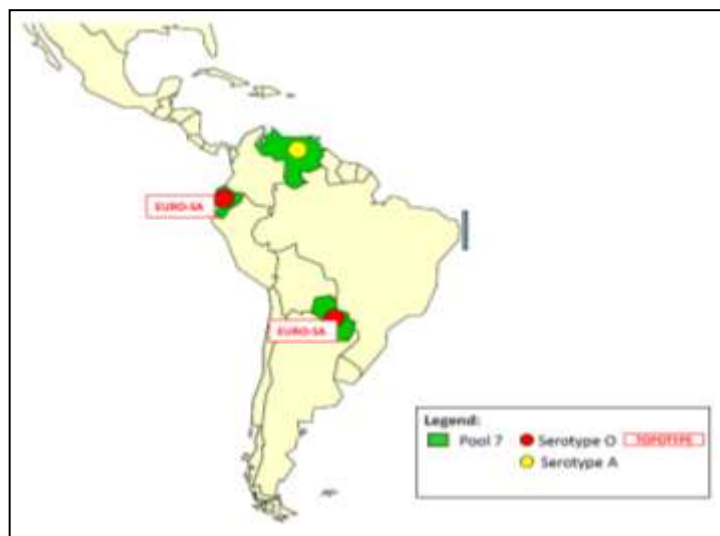 EURO-SA
EURO-SA
Legend:
Pool 7 Serotype O TOPOTYPE
Serotype A